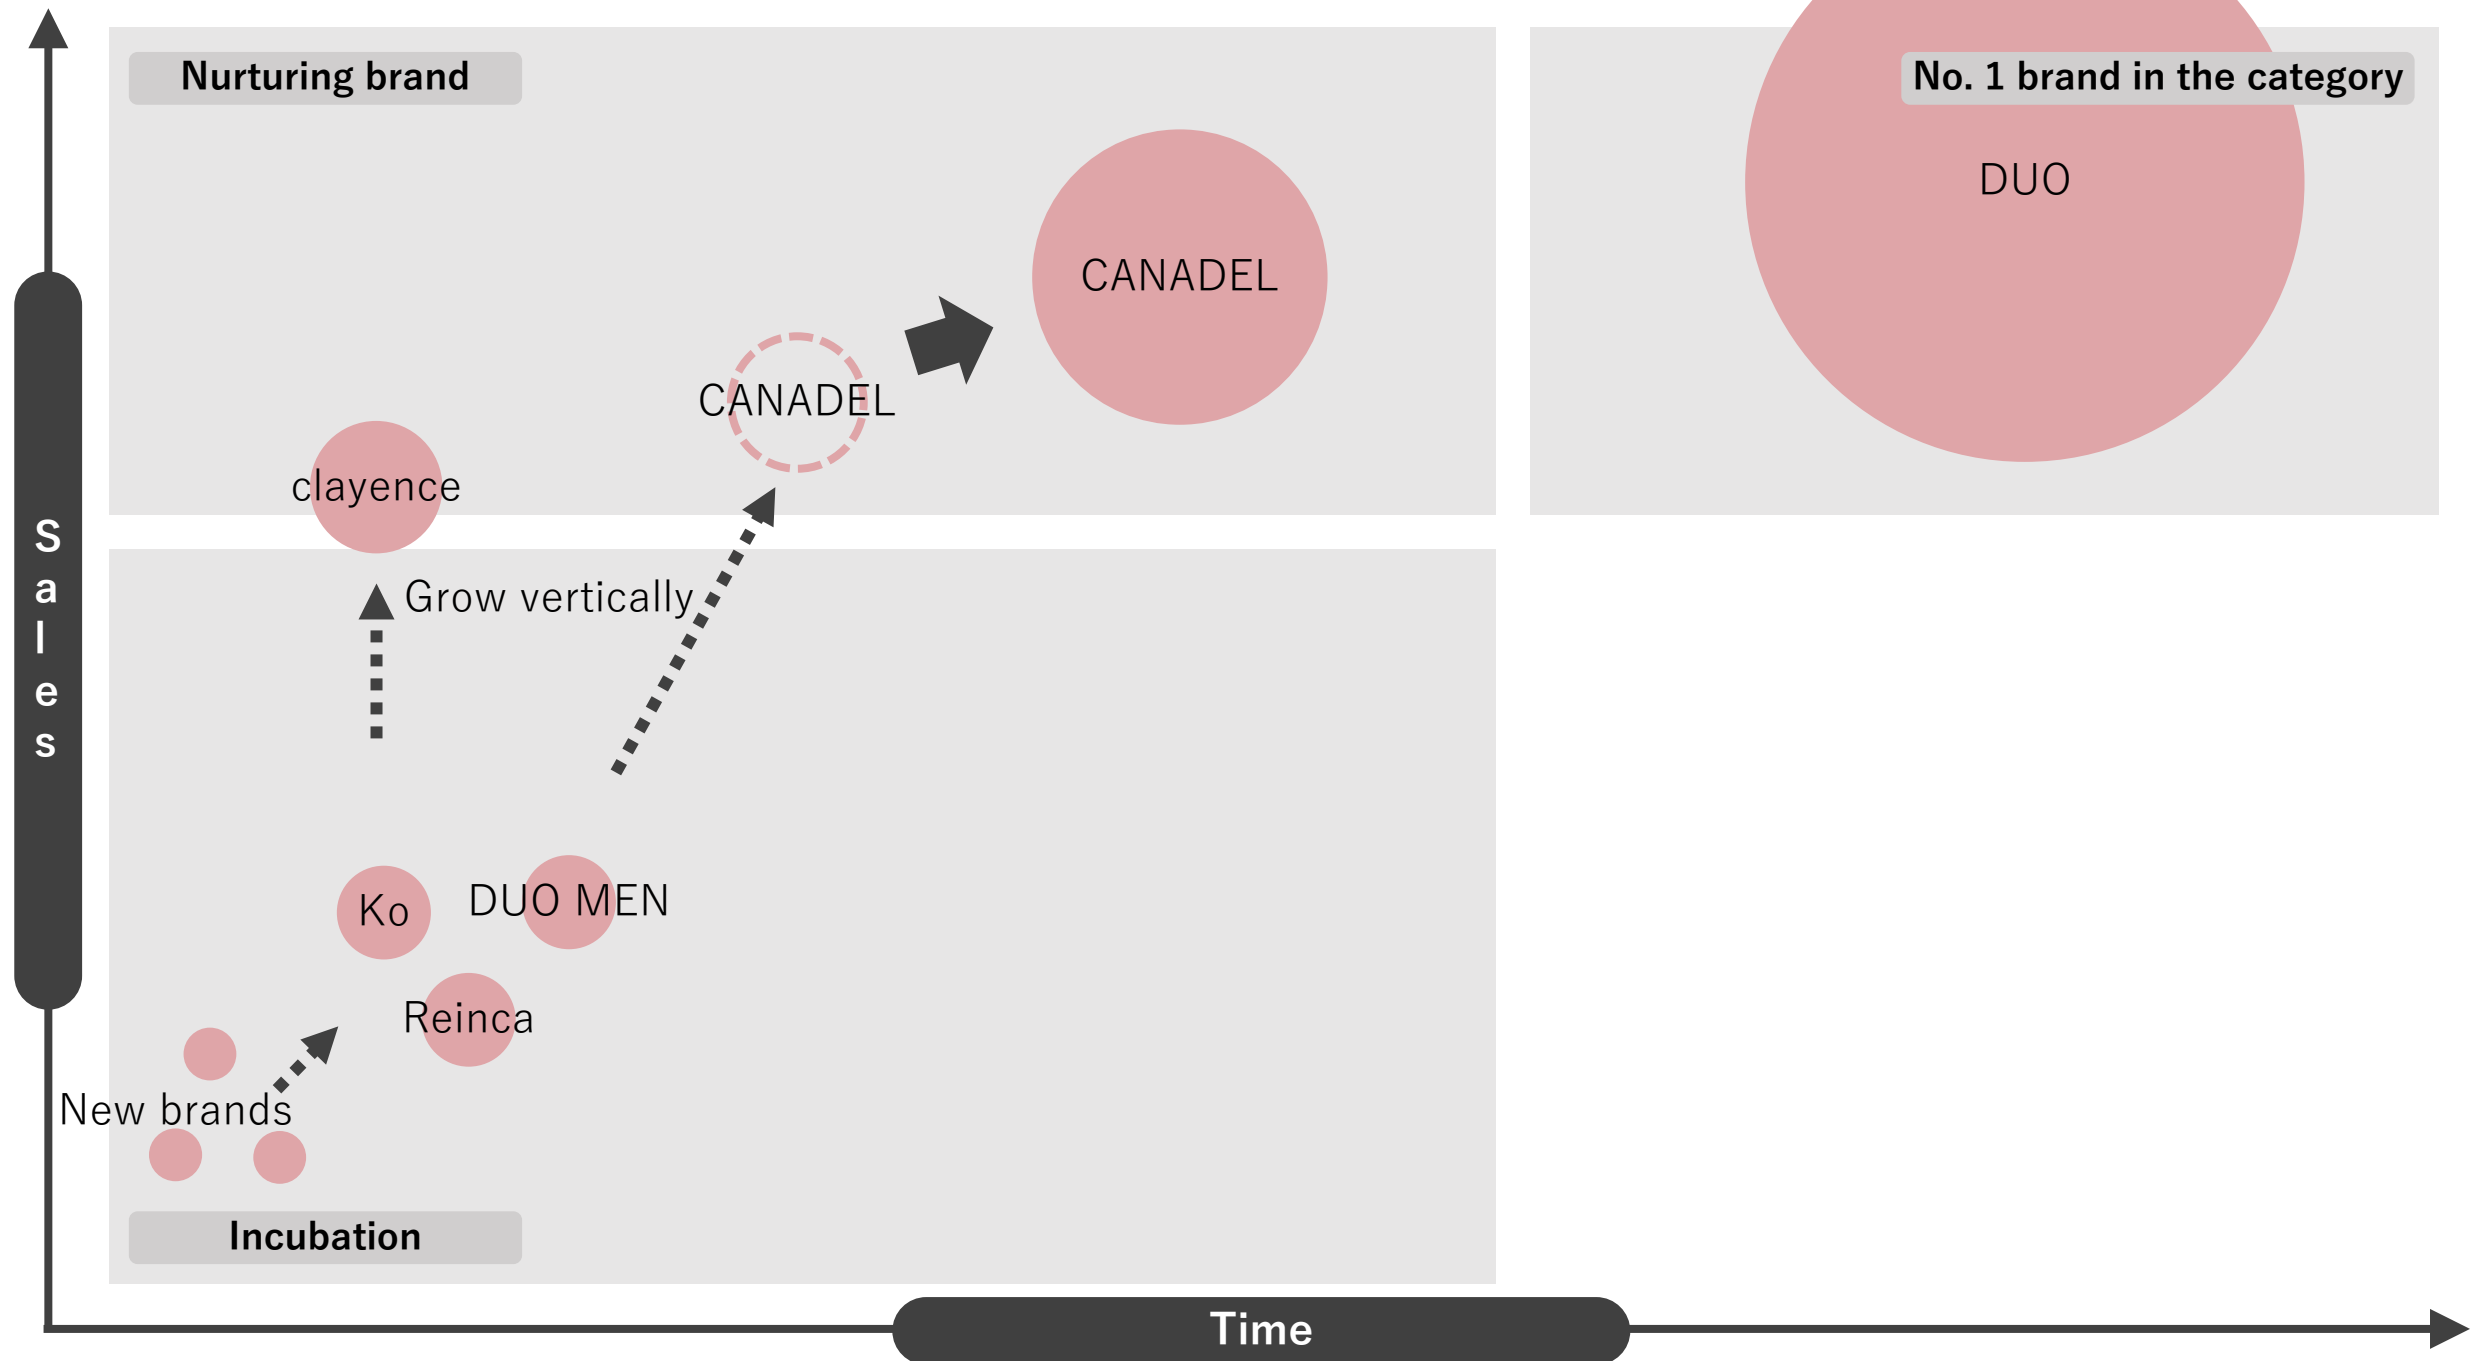 Nurturing brand
No. 1 brand in the category
DUO
CANADEL
CANADEL
clayence
Sales
Grow vertically
Ko
DUO MEN
Reinca
New brands
Incubation
Time